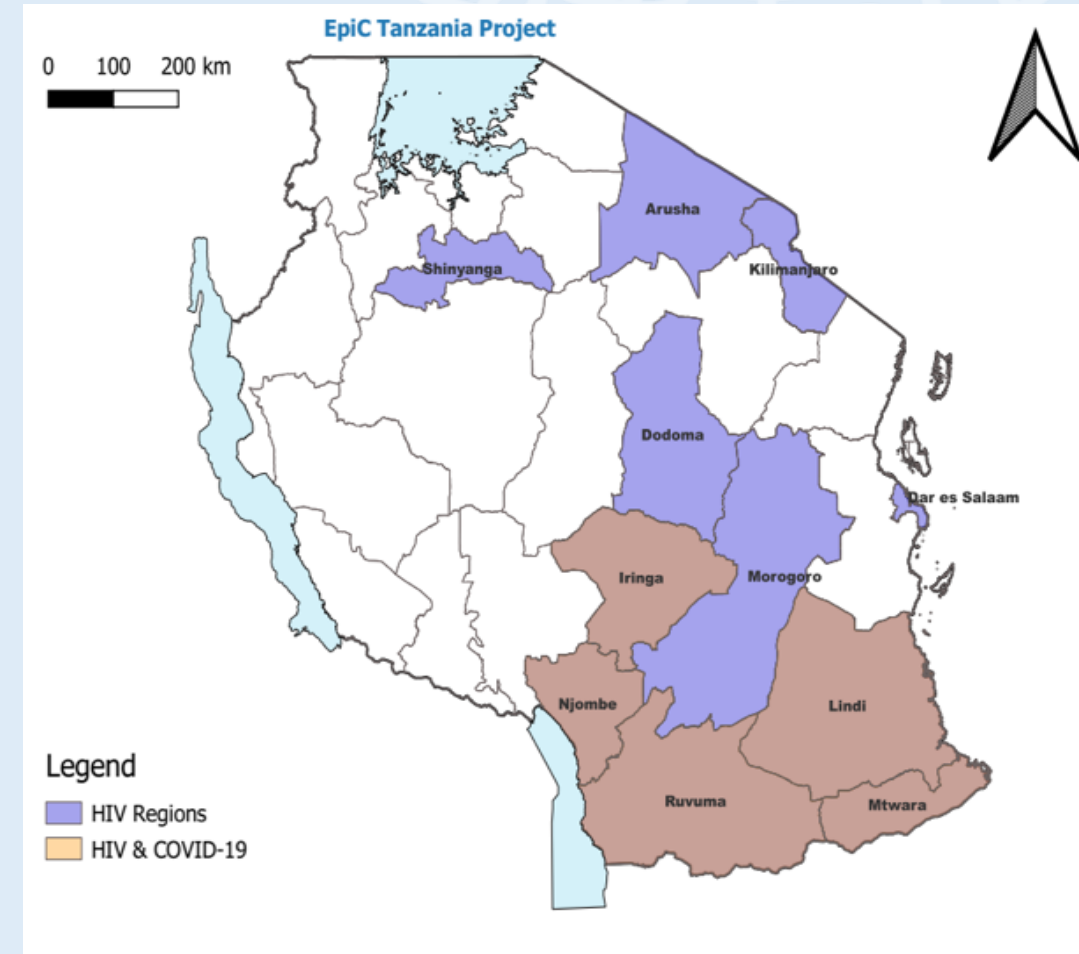 EpiC Tanzania Project
0 100 200 km
Arusha
Shinyanga
Kilimanjaro
Dodoma
Dar es Salaam
Iringa
Morogoro
Njombe
Lindi
Ruvuma
Mtwara
Legend
HIV Regions
HIV & COVID-19